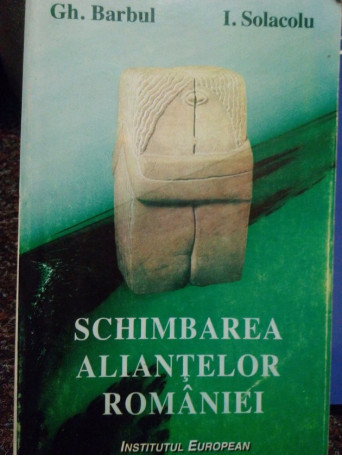 Gh. Barbul I. Solacolu
SCHIMBAREA
ALIANȚELOR
ROMÂNIEI
INSTITUTUL EUROPEAN